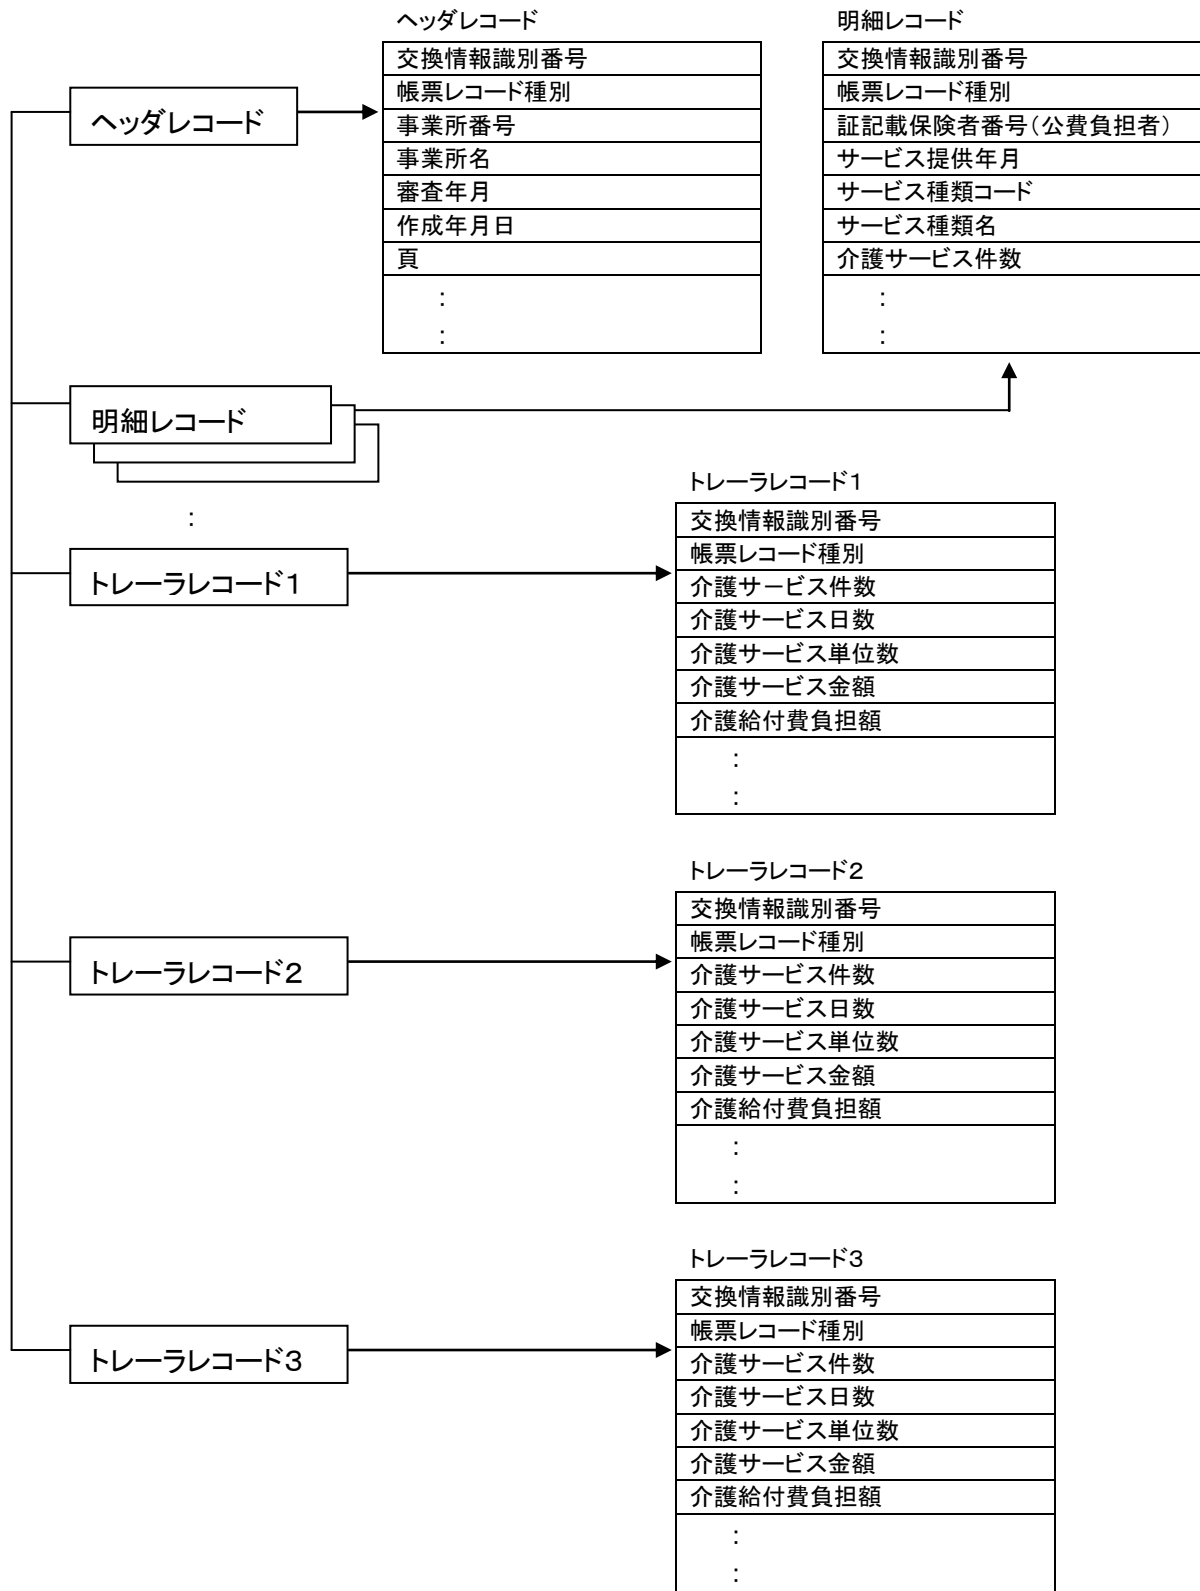 ヘッダレコード
ヘッダレコード
交換情報識別番号
帳票レコード種別
事業所番号
事業所名
審査年月
作成年月日
頁
:
:
明細レコード
交換情報識別番号
帳票レコード種別
証記載保険者番号(公費負担者)
サービス提供年月
サービス種類コード
サービス種類名
介護サービス件数
:
:
明細レコード
:
トレーラレコード1
トレーラレコード1
交換情報識別番号
帳票レコード種別
介護サービス件数
介護サービス日数
介護サービス単位数
介護サービス金額
介護給付費負担額
:
:
トレーラレコード2
トレーラレコード2
交換情報識別番号
帳票レコード種別
介護サービス件数
介護サービス日数
介護サービス単位数
介護サービス金額
介護給付費負担額
:
:
トレーラレコード3
トレーラレコード3
交換情報識別番号
帳票レコード種別
介護サービス件数
介護サービス日数
介護サービス単位数
介護サービス金額
介護給付費負担額
:
: